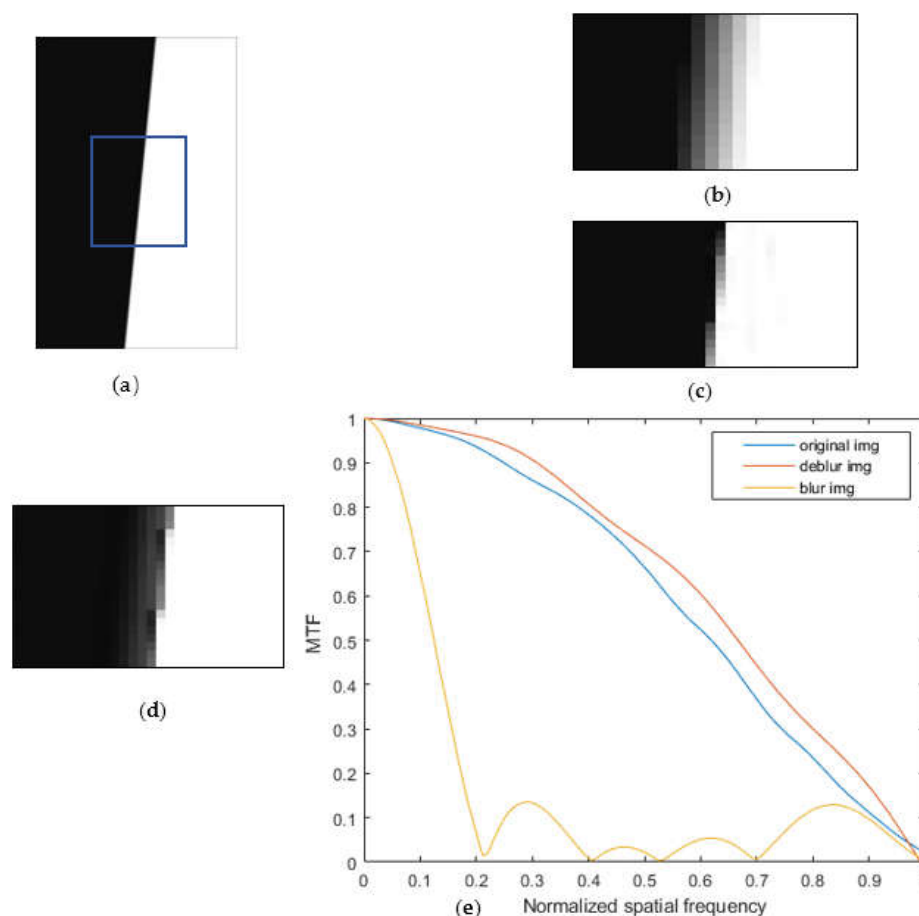 (a)
(b)
(c)
(d)
1
0.9
0.8
0.7
0.6
0.5
0.4
0.3
0.2
0.1
0
MTF
original img
deblur img
blur img
0 0.1 0.2 0.3 0.4 0.5 0.6 0.7 0.8 0.9
(e) Normalized spatial frequency